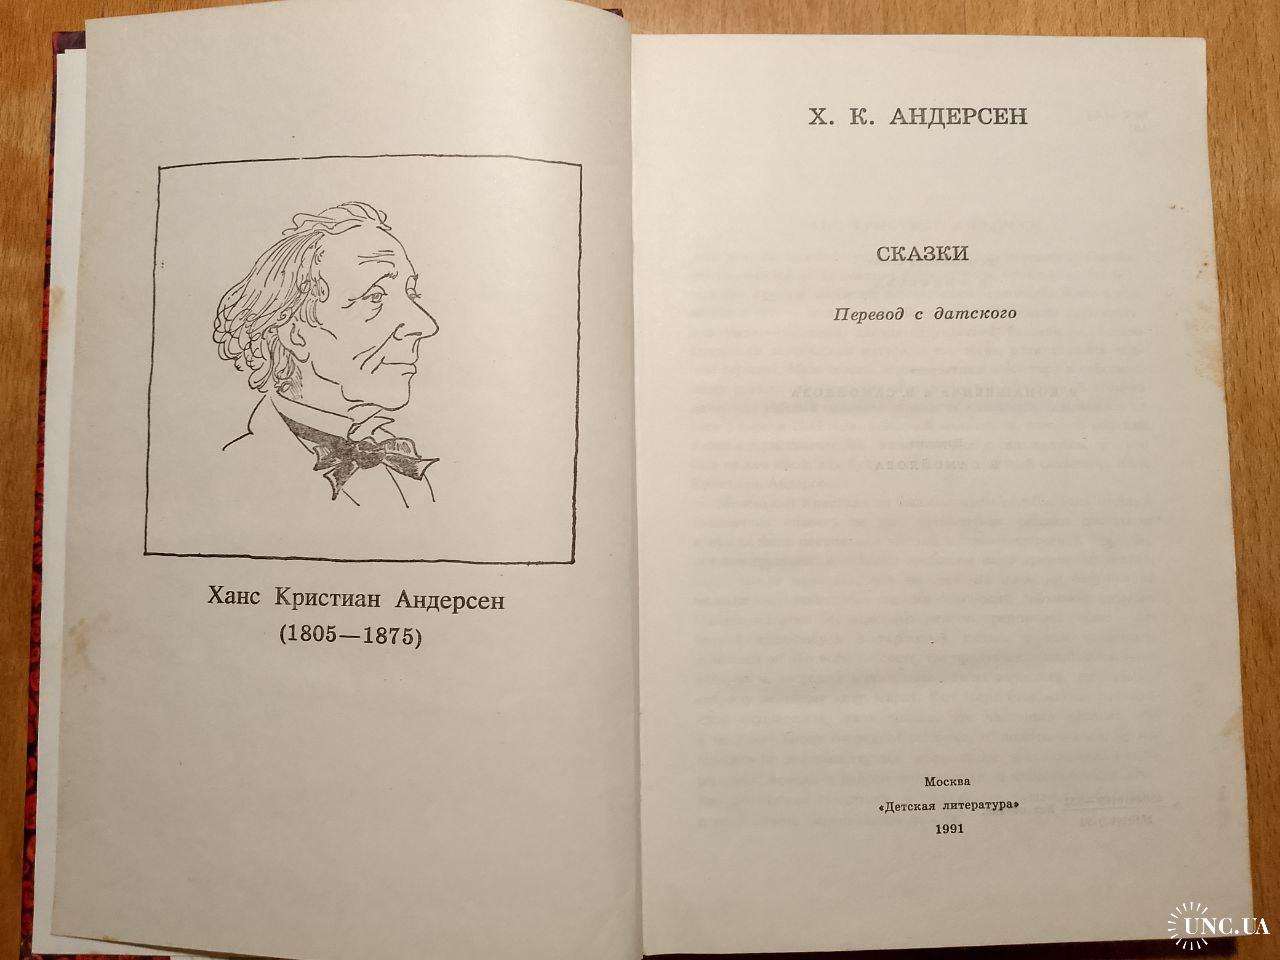 Ханс Кристиан Андерсен
(1805—1875)
Х. К. АНДЕРСЕН
СКАЗКИ
Перевод с датского
Москва
«Детская литература»
1991
UNC.UA